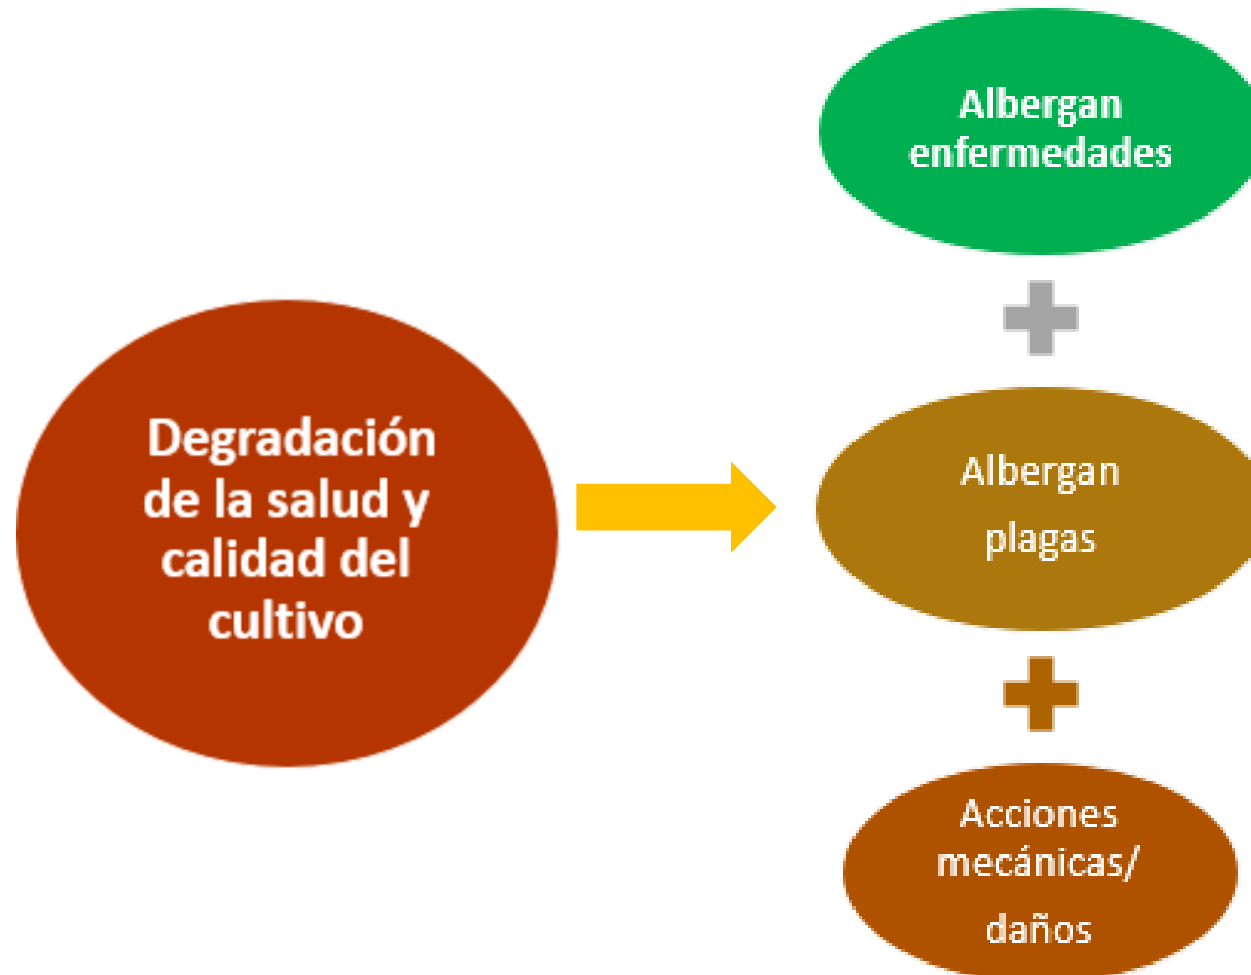 Degradación
de la salud y
calidad del
cultivo
Albergan
enfermedades
Albergan
plagas
Acciones
mecánicas/
daños